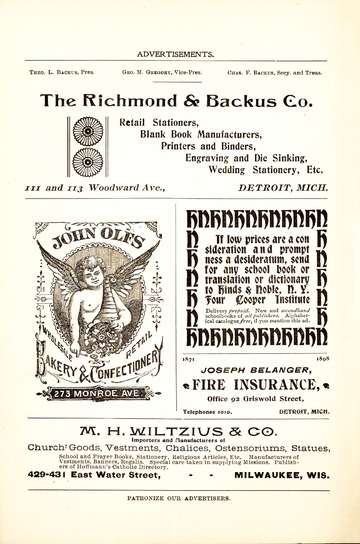 ADVERTISEMENTS.
THEO. L. BACKUS, Pres. GEO. M. GREGORY, Vice-Pres. CHAS. F. BACKUS, Secy. and Treas.
The Richmond & Backus Co.
Retail Stationers,
Blank Book Manufacturers,
Printers and Binders,
Engraving and Die Sinking,
Wedding Stationery, Etc.
111 and 113 Woodward Ave., DETROIT, MICH.
JOHN OLFS
WHOLESALE & RETAIL
BAKERY & CONFECTIONERY
273 MONROE AVE.
If low prices are a con
sideration and prompt
ness a desideratum, send
for any school book or
translation or dictionary
to Hinds & Noble, N. Y.
Four Cooper Institute
Delivery prepaid. New and secondhand
schoolbooks of all publishers. Alphabet-
ical catalogue free, if you mention this ad.
1871 1898
JOSEPH BELANGER,
FIRE INSURANCE,
Office 92 Griswold Street,
Telephones 1010. DETROIT, MICH.
M. H. WILTZIUS & CO.
Importers and Manufacturers of
Church Goods, Vestments, Chalices, Ostensoriums, Statues,
School and Prayer Books, Stationery, Religious Articles, Etc. Manufacturers of
Vestments, Banners, Regalia. Special care taken in supplying Missions. Publish-
ers of Hoffmann's Catholic Directory.
429-431 East Water Street, - - MILWAUKEE, WIS.
PATRONIZE OUR ADVERTISERS.